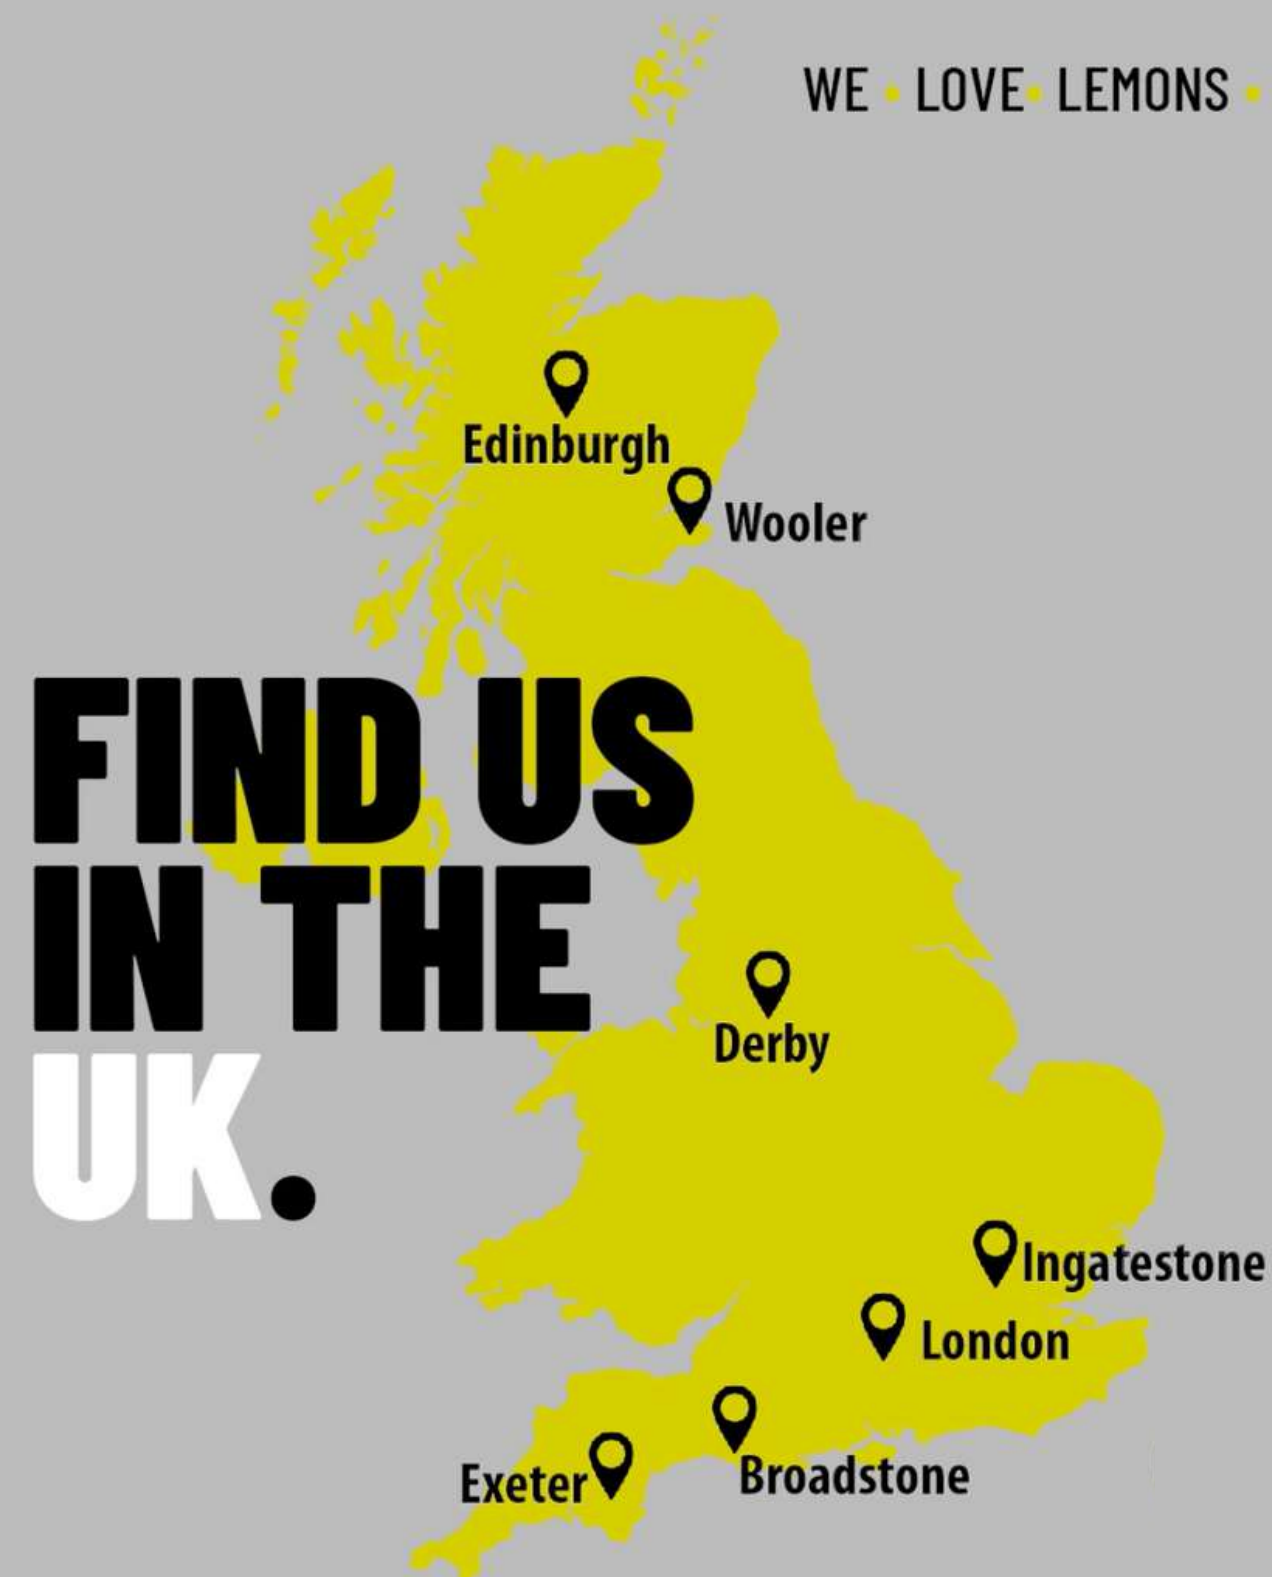 WE • LOVE • LEMONS •
Edinburgh
Wooler
FIND US
IN THE
UK.
Derby
Ingatestone
London
Broadstone
Exeter